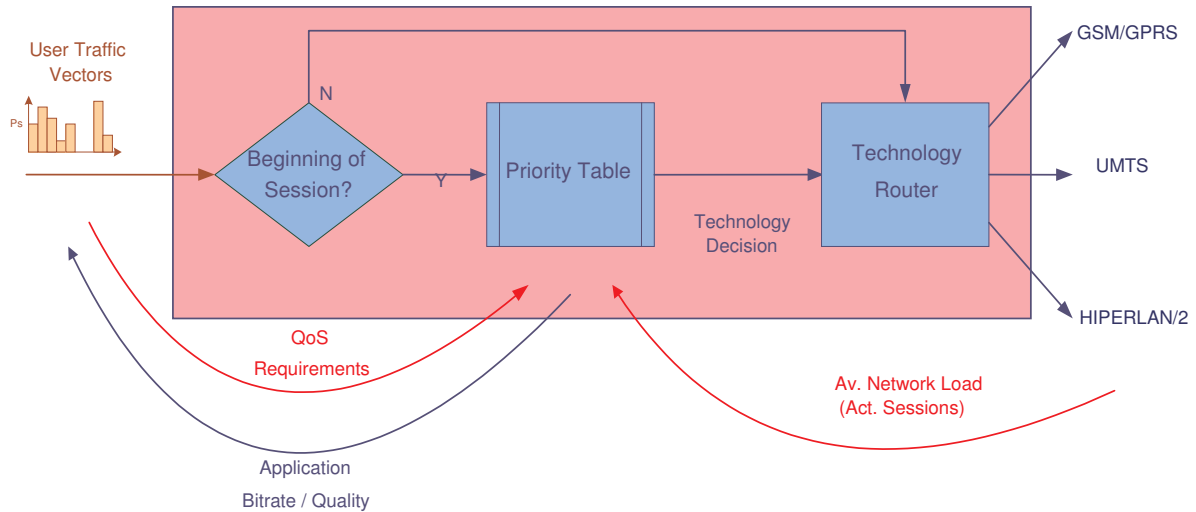 User Traffic
Vectors
Ps
N
Beginning of
Session?
Y
Priority Table
Technology
Decision
Technology
Router
GSM/GPRS
UMTS
HIPERLAN/2
QoS
Requirements
Application
Bitrate / Quality
Av. Network Load
(Act. Sessions)